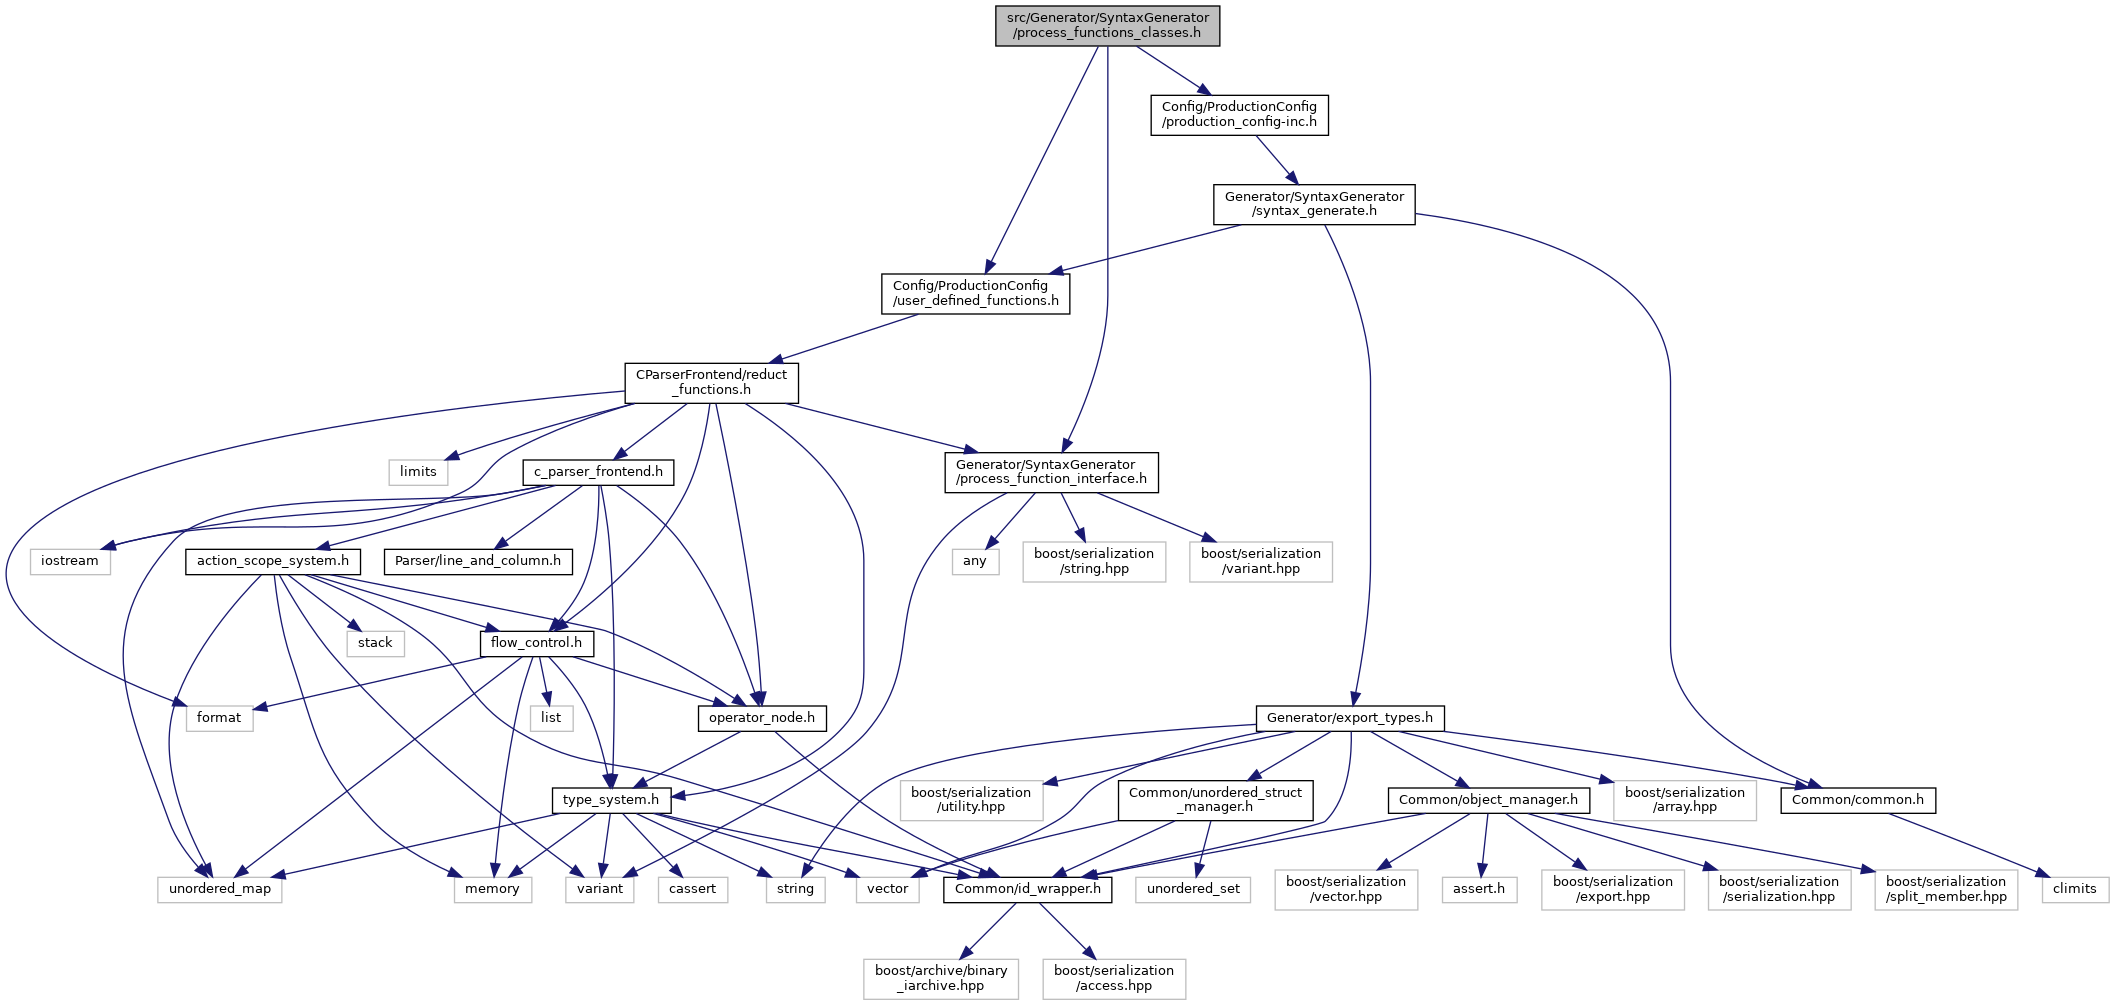 src/Generator/SyntaxGenerator
/process_functions_classes.h
Config/ProductionConfig
/production_config-inc.h
Generator/SyntaxGenerator
/syntax_generate.h
Config/ProductionConfig
/user_defined_functions.h
CParserFrontend/reduct
_functions.h
limits
c_parser_frontend.h
Generator/SyntaxGenerator
/process_function_interface.h
iostream
action_scope_system.h
Parser/line_and_column.h
any
boost/serialization
/string.hpp
boost/serialization
/variant.hpp
stack
flow_control.h
format
list
operator_node.h
Generator/export_types.h
type_system.h
boost/serialization
/utility.hpp
Common/unordered_struct
_manager.h
Common/object_manager.h
boost/serialization
/array.hpp
Common/common.h
unordered_map
memory
variant
cassert
string
vector
Common/id_wrapper.h
unordered_set
boost/serialization
/vector.hpp
assert.h
boost/serialization
/export.hpp
boost/serialization
/serialization.hpp
boost/serialization
/split_member.hpp
climits
boost/archive/binary
_iarchive.hpp
boost/serialization
/access.hpp